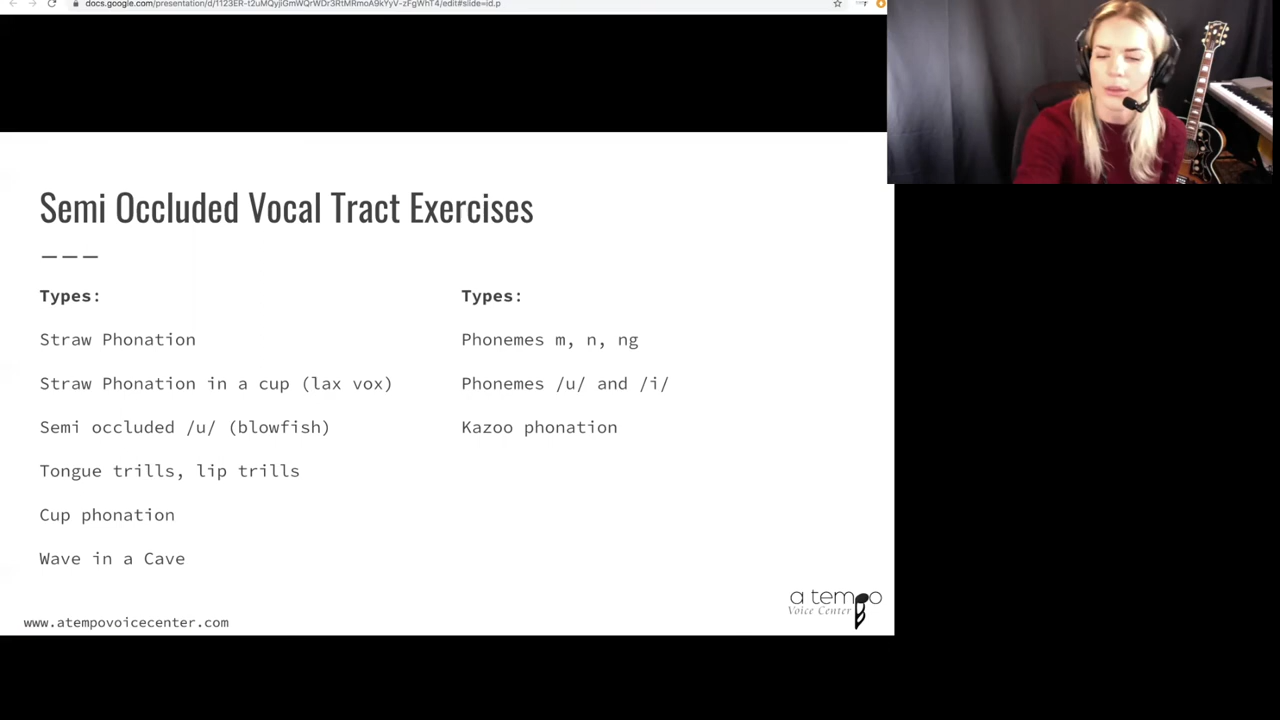 Semi Occluded Vocal Tract Exercises
Types:
Straw Phonation
Straw Phonation in a cup (lax vox)
Semi occluded /u/ (blowfish)
Tongue trills, lip trills
Cup phonation
Wave in a Cave
Types:
Phonemes m, n, ng
Phonemes /u/ and /i/
Kazoo phonation
www.atempovoicecenter.com
a tempo
Voice Center